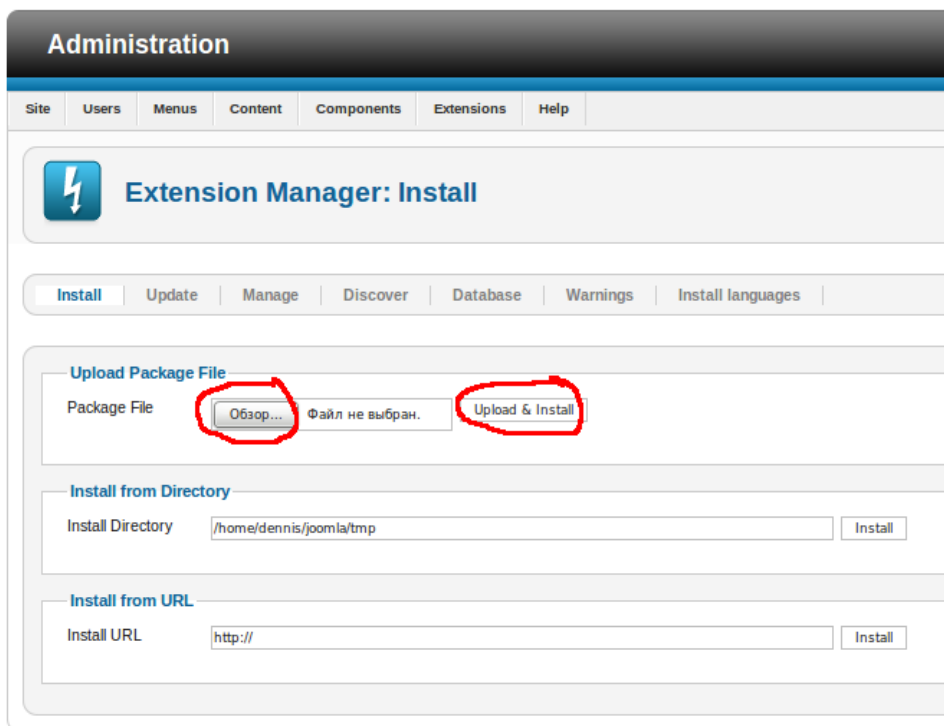 Administration
Site Users Menus Content Components Extensions Help
Extension Manager: Install
Install Update Manage Discover Database Warnings Install languages
Upload Package File
Package File Обзор... Файл не выбран. Upload & Install
Install from Directory
Install Directory /home/dennis/joomla/tmp Install
Install from URL
Install URL http:// Install